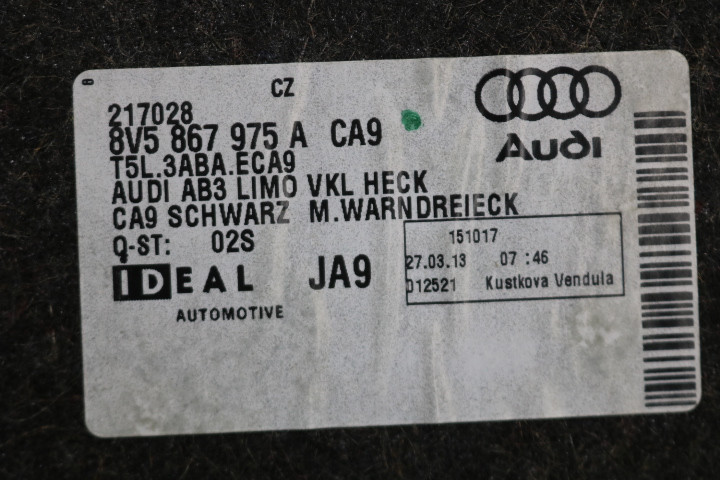 CZ
217028
8V5 867 975 A CA9
T5L.3ABA.ECA9
AUDI AB3 LIMO VKL HECK
CA9 SCHWARZ M.WARNDREIECK
Q-ST: 02S
IDEAL JA9
AUTOMOTIVE
Audi
151017
27.03.13 07:46
012521 Kustkova Vendula